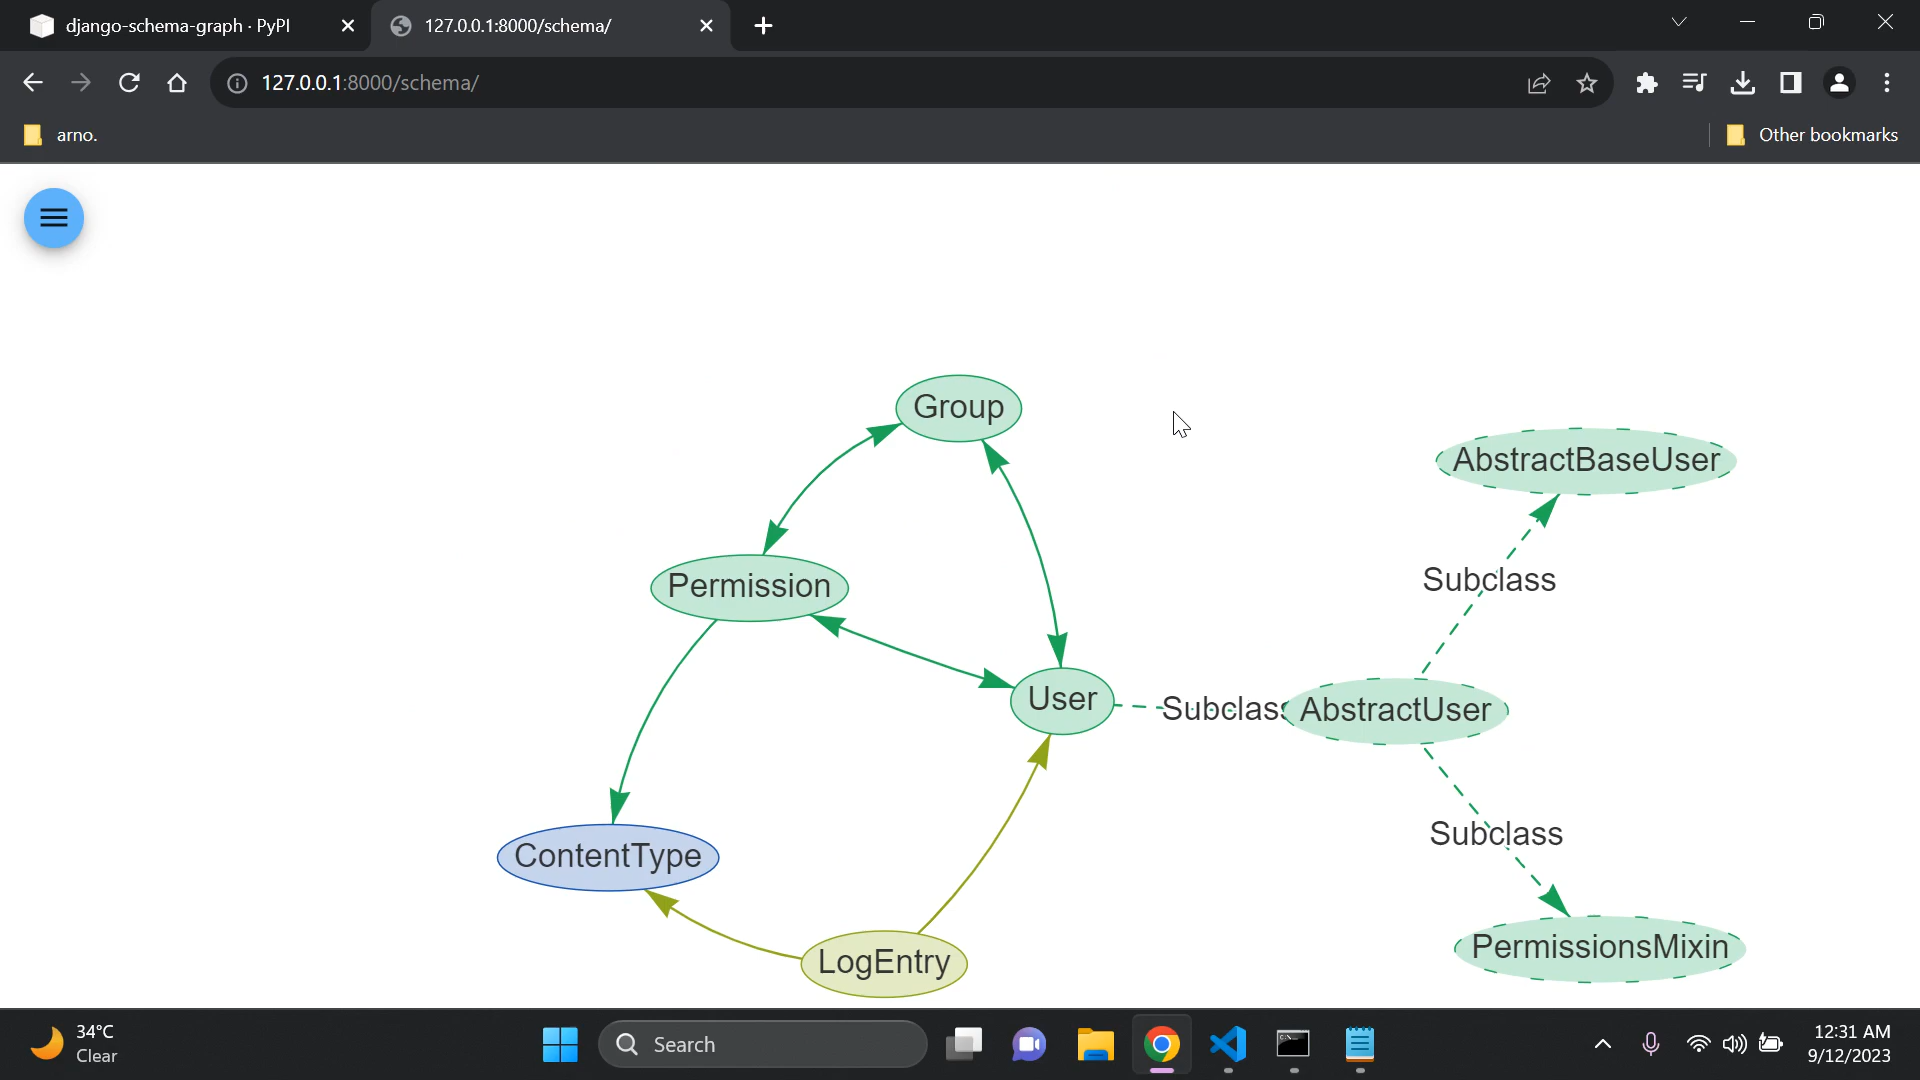 django-schema-graph · PyPI
127.0.0.1:8000/schema/
127.0.0.1:8000/schema/
arno.
Other bookmarks
Group
AbstractBaseUser
Subclass
Permission
User
Subclass
AbstractUser
Subclass
ContentType
LogEntry
PermissionsMixin
34°C
Clear
Search
12:31 AM
9/12/2023